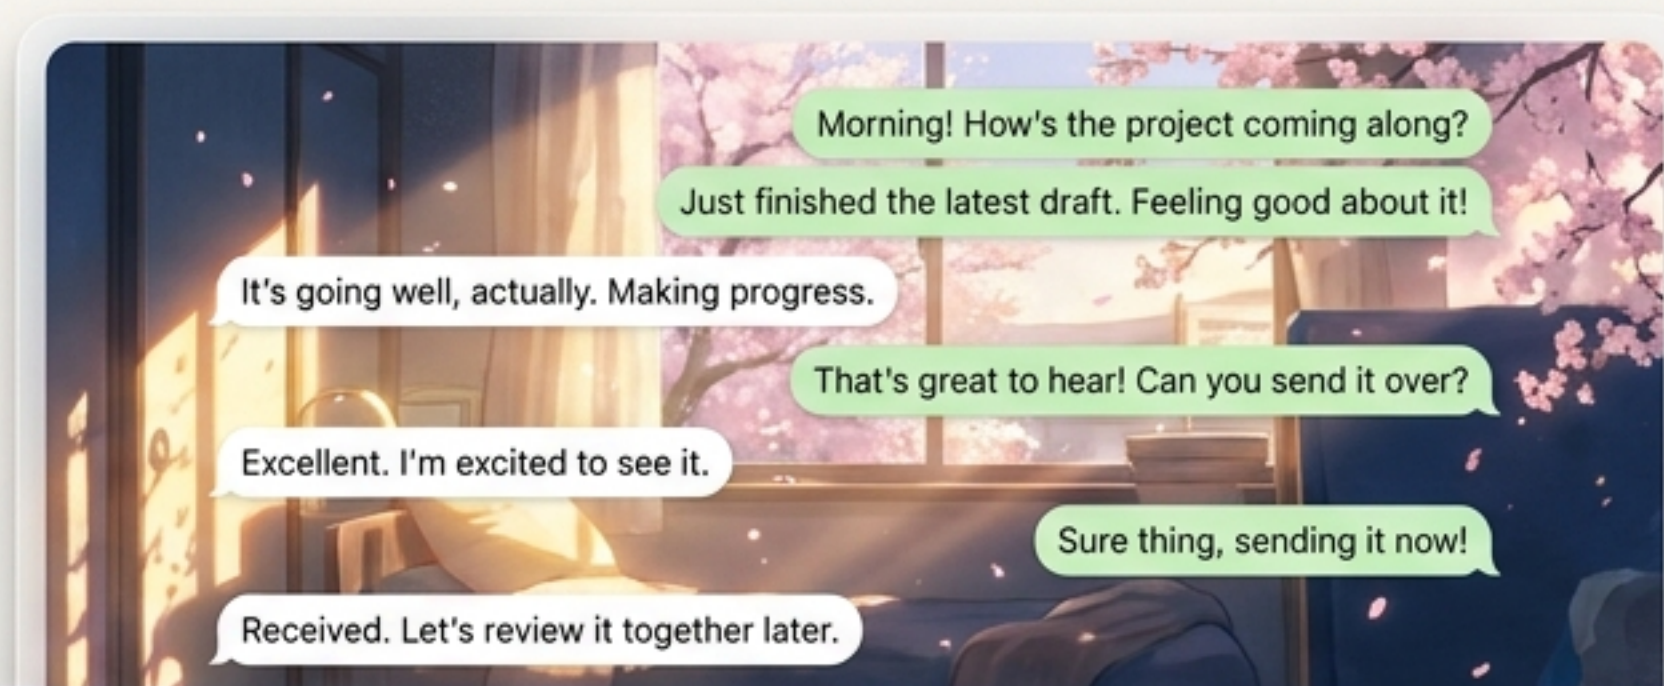 Morning! How's the project coming along?
Just finished the latest draft. Feeling good about it!
It's going well, actually. Making progress.
That's great to hear! Can you send it over?
Excellent. I'm excited to see it.
Sure thing, sending it now!
Received. Let's review it together later.